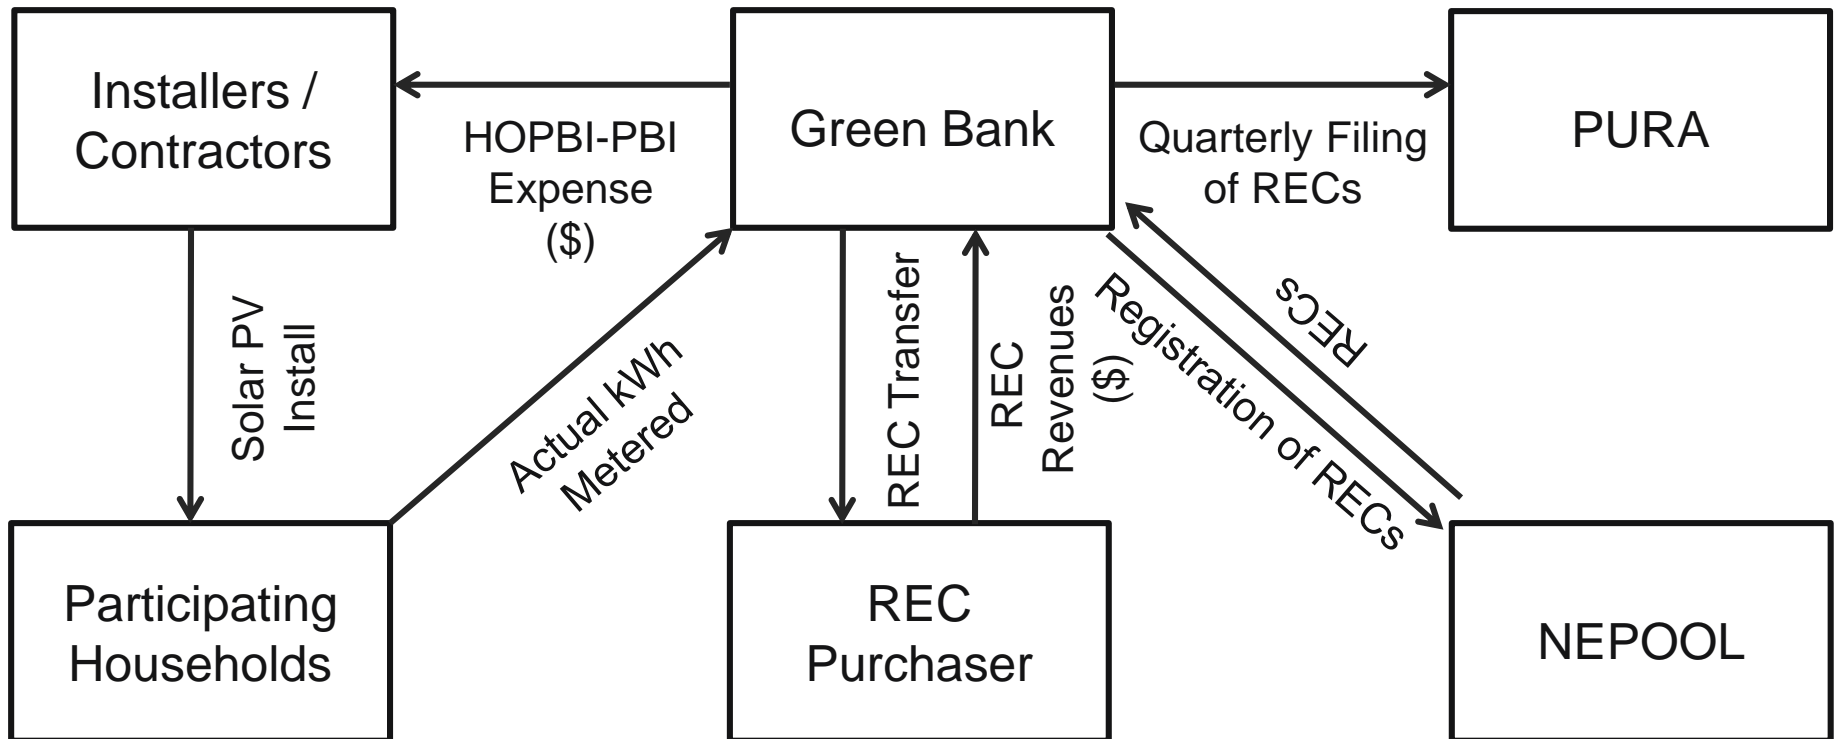 Installers /
Contractors
HOPBI-PBI
Expense
($)
Green Bank
Quarterly Filing
of RECs
PURA
Solar PV
Install
Actual kWh
Metered
REC Transfer
REC
Revenues
($)
Registration of RECs
RECs
Participating
Households
REC
Purchaser
NEPOOL